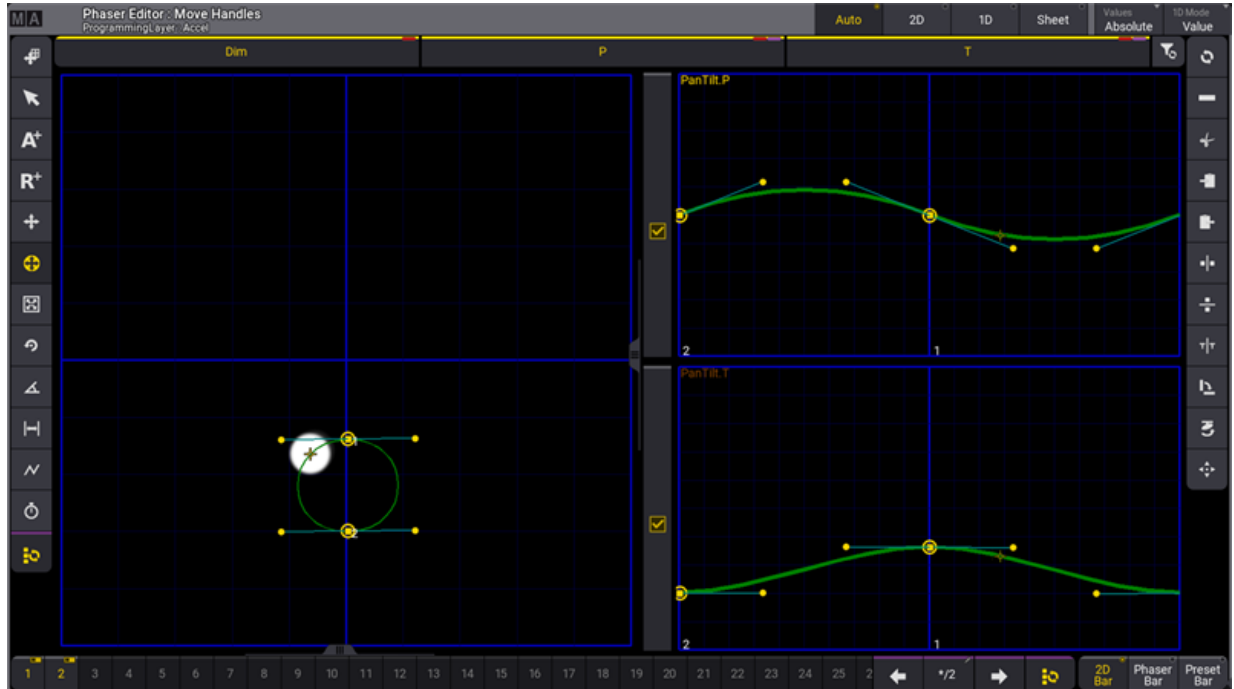 MA
Phaser Editor : Move Handles
ProgrammingLayer Accel
Auto
2D
1D
Sheet
Values
Absolute
1D Mode
Value
Dim
P
T
A+
R+
PanTilt.P
2
1
PanTilt.T
2
1
1
2
1 2 3 4 5 6 7 8 9 10 11 12 13 14 15 16 17 18 19 20 21 22 23 24 25 2
*/2
2D
Bar
Phaser
Bar
Preset
Bar